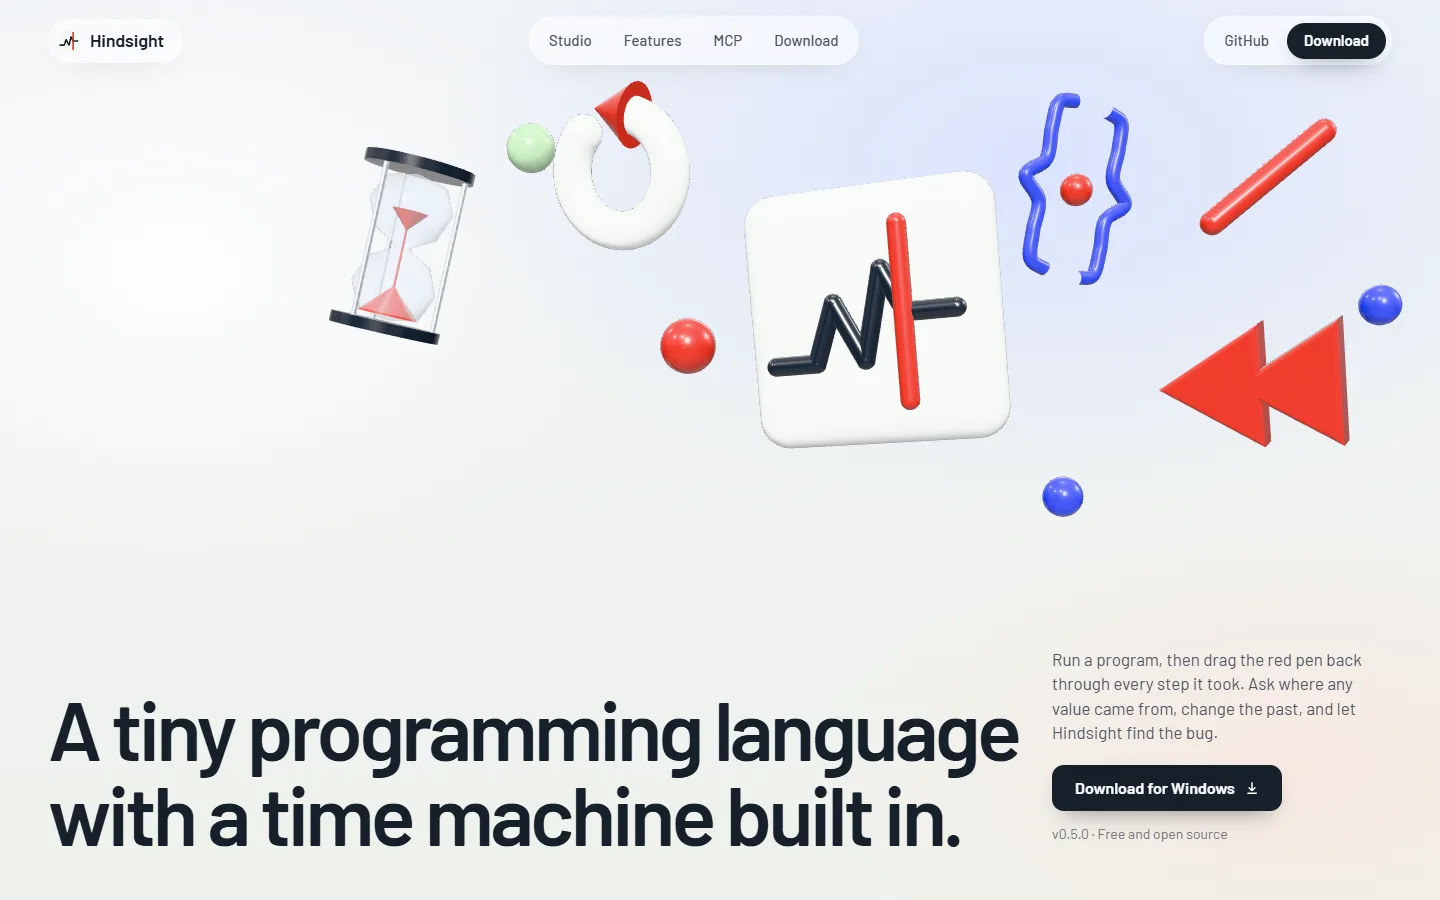 Hindsight
Studio Features MCP Download
GitHub Download
A tiny programming language
with a time machine built in.
Run a program, then drag the red pen back
through every step it took. Ask where any
value came from, change the past, and let
Hindsight find the bug.
Download for Windows
v0.5.0 · Free and open source